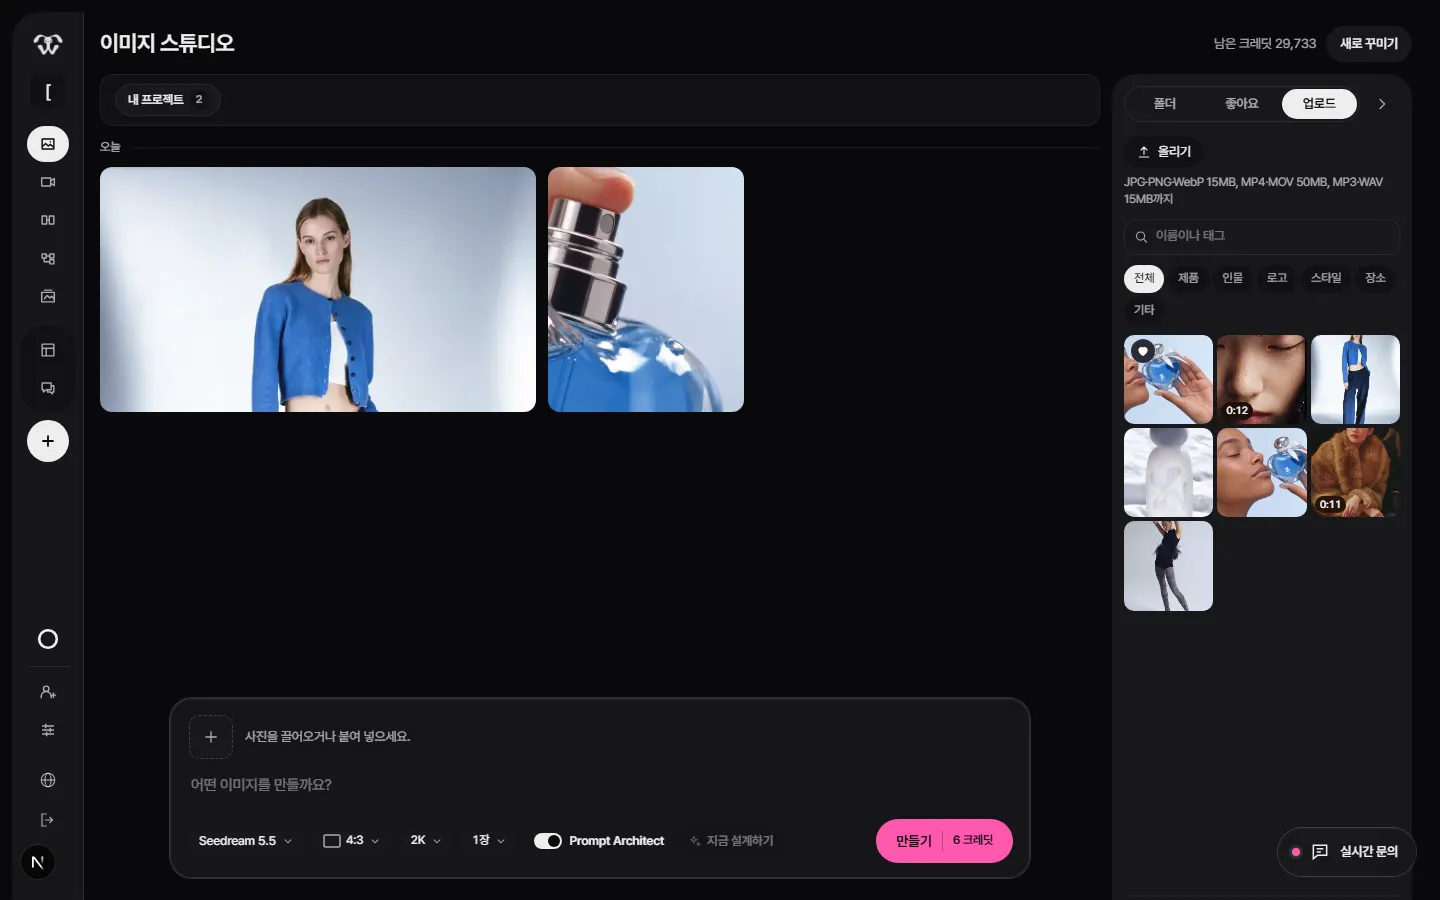 이미지 스튜디오
남은 크레딧 29,733
새로 꾸미기
[
내 프로젝트 2
오늘
폴더
좋아요
업로드
올리기
JPG·PNG·WebP 15MB, MP4·MOV 50MB, MP3·WAV
15MB까지
이름이나 태그
전체
제품
인물
로고
스타일
장소
기타
0:12
0:11
사진을 끌어오거나 붙여 넣으세요.
어떤 이미지를 만들까요?
Seedream 5.5
4:3
2K
1장
Prompt Architect
지금 설계하기
만들기
6 크레딧
N
실시간 문의